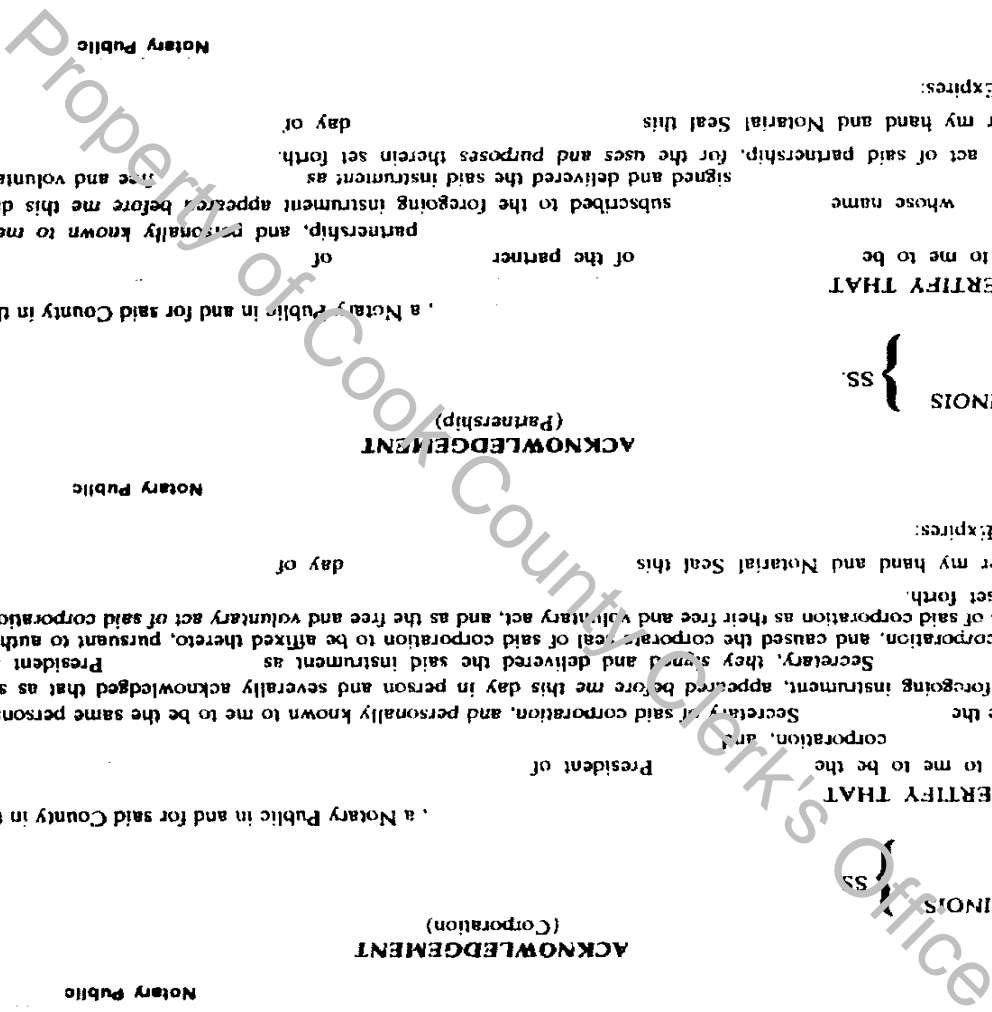 Notary Public
ACKNOWLEDGEMENT
(Corporation)
INOIS } SS
, a Notary Public in and for said County in t
ERTIFY THAT
to me to be the President of
corporation, and
e the Secretary of said corporation, and personally known to me to be the same persons
foregoing instrument, appeared before me this day in person and severally acknowledged that as s
Secretary, they signed and delivered the said instrument as President
corporation, and caused the corporate seal of said corporation to be affixed thereto, pursuant to auth
of said corporation as their free and voluntary act, and as the free and voluntary act of said corporatio
set forth.
er my hand and Notarial Seal this day of
Expires:
Notary Public
ACKNOWLEDGEMENT
(Partnership)
INOIS } SS.
, a Notary Public in and for said County in th
ERTIFY THAT
to me to be of the partner of
partnership, and personally known to me
whose name subscribed to the foregoing instrument appeared before me this d
signed and delivered the said instrument as free and volunta
act of said partnership, for the uses and purposes therein set forth.
r my hand and Notarial Seal this day of
Expires:
Notary Public
Property of Cook County Clerk's Office